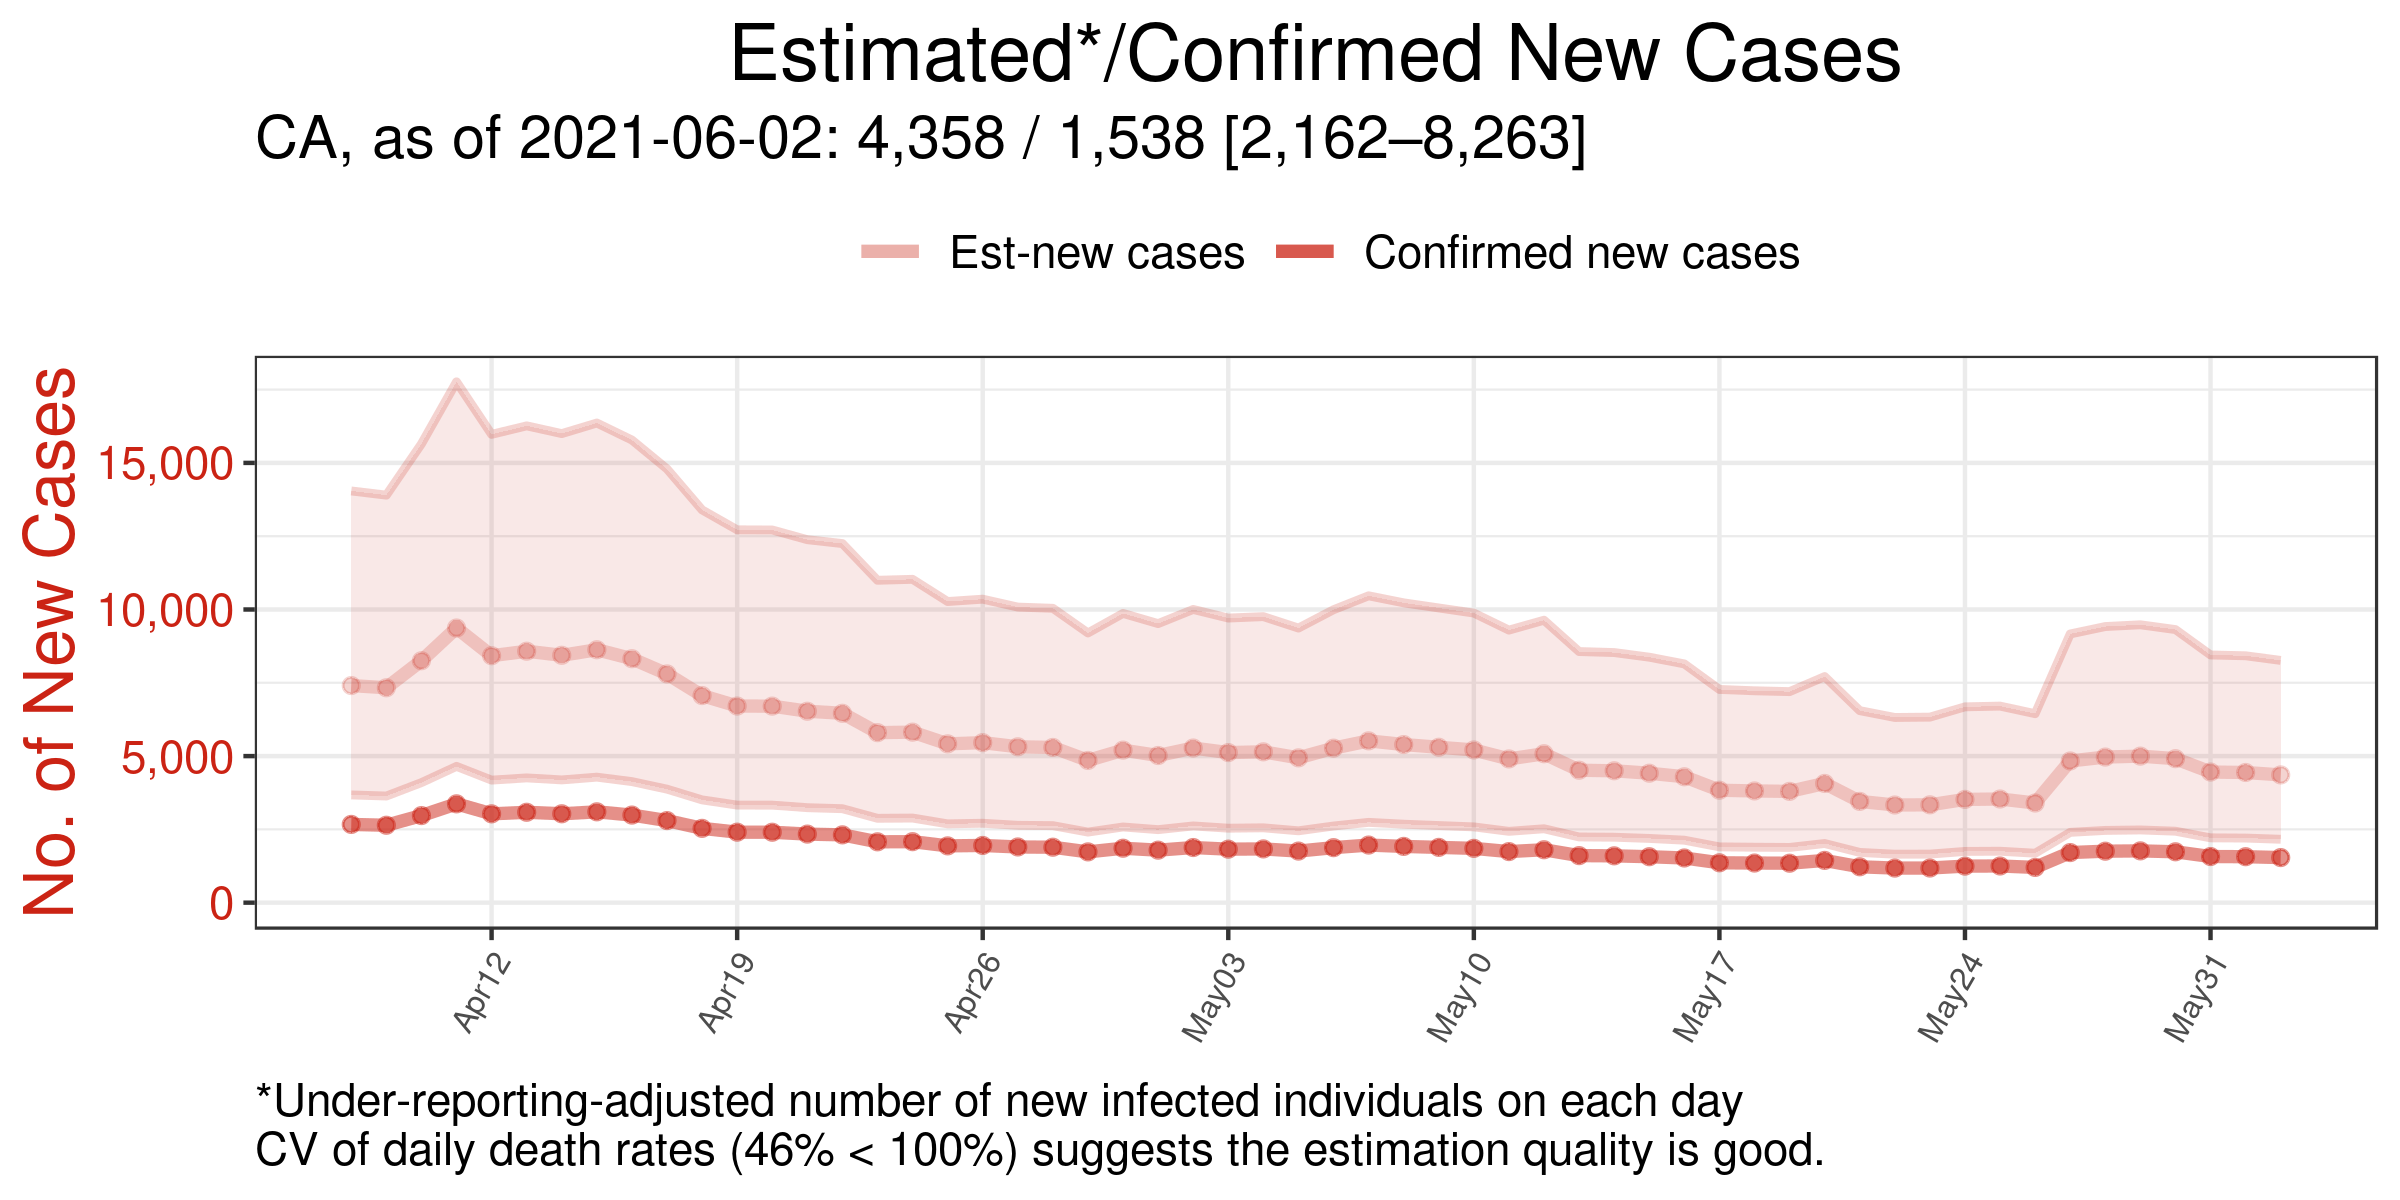 Estimated*/Confirmed New Cases
CA, as of 2021-06-02: 4,358 / 1,538 [2,162–8,263]
Est-new cases Confirmed new cases
No. of New Cases
15,000
10,000
5,000
0
Apr12 Apr19 Apr26 May03 May10 May17 May24 May31
*Under-reporting-adjusted number of new infected individuals on each day
CV of daily death rates (46% < 100%) suggests the estimation quality is good.